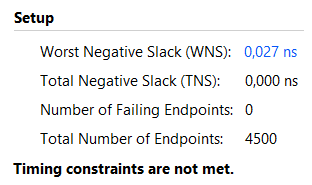 Setup
Worst Negative Slack (WNS): 0,027 ns
Total Negative Slack (TNS): 0,000 ns
Number of Failing Endpoints: 0
Total Number of Endpoints: 4500
Timing constraints are not met.